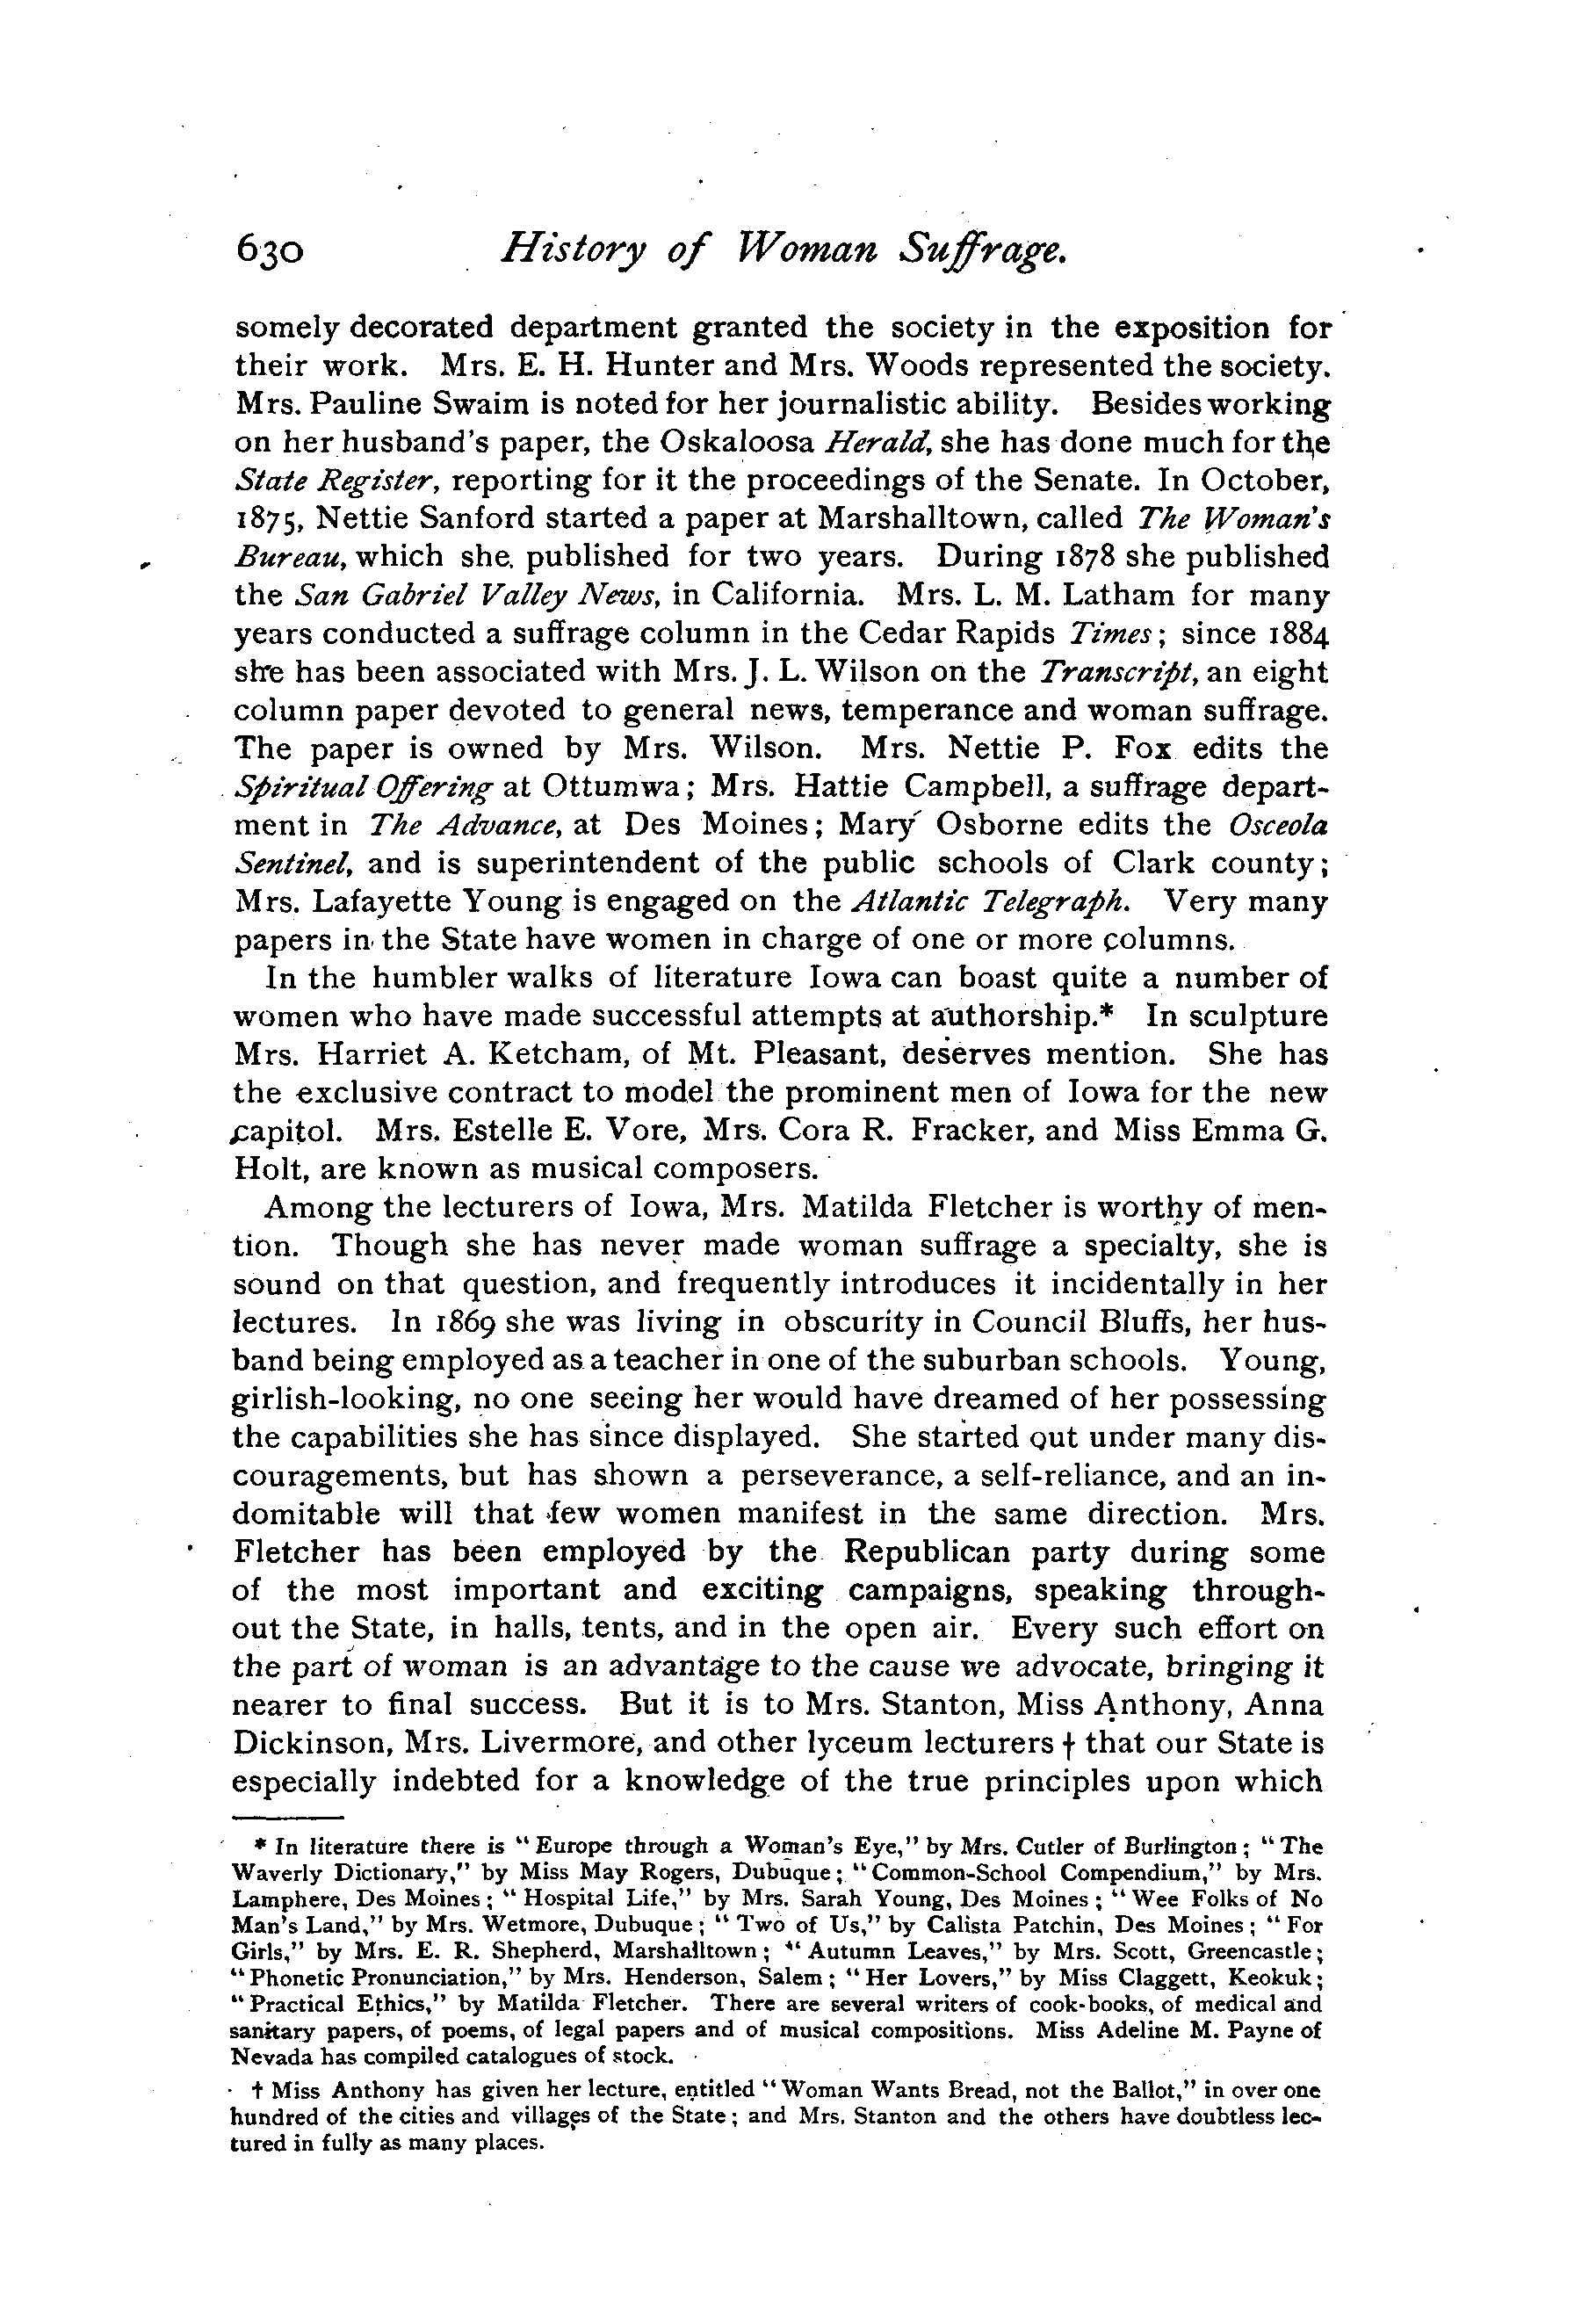 630 History of Woman Suffrage.
somely decorated department granted the society in the exposition for
their work. Mrs. E. H. Hunter and Mrs. Woods represented the society.
Mrs. Pauline Swaim is noted for her journalistic ability. Besides working
on her husband's paper, the Oskaloosa Herald, she has done much for the
State Register, reporting for it the proceedings of the Senate. In October,
1875, Nettie Sanford started a paper at Marshalltown, called The Woman's
Bureau, which she published for two years. During 1878 she published
the San Gabriel Valley News, in California. Mrs. L. M. Latham for many
years conducted a suffrage column in the Cedar Rapids Times; since 1884
she has been associated with Mrs. J. L. Wilson on the Transcript, an eight
column paper devoted to general news, temperance and woman suffrage.
The paper is owned by Mrs. Wilson. Mrs. Nettie P. Fox edits the
Spiritual Offering at Ottumwa; Mrs. Hattie Campbell, a suffrage depart-
ment in The Advance, at Des Moines; Mary Osborne edits the Osceola
Sentinel, and is superintendent of the public schools of Clark county;
Mrs. Lafayette Young is engaged on the Atlantic Telegraph. Very many
papers in the State have women in charge of one or more columns.
In the humbler walks of literature Iowa can boast quite a number of
women who have made successful attempts at authorship.* In sculpture
Mrs. Harriet A. Ketcham, of Mt. Pleasant, deserves mention. She has
the exclusive contract to model the prominent men of Iowa for the new
capitol. Mrs. Estelle E. Vore, Mrs. Cora R. Fracker, and Miss Emma G.
Holt, are known as musical composers.
Among the lecturers of Iowa, Mrs. Matilda Fletcher is worthy of men-
tion. Though she has never made woman suffrage a specialty, she is
sound on that question, and frequently introduces it incidentally in her
lectures. In 1869 she was living in obscurity in Council Bluffs, her hus-
band being employed as a teacher in one of the suburban schools. Young,
girlish-looking, no one seeing her would have dreamed of her possessing
the capabilities she has since displayed. She started out under many dis-
couragements, but has shown a perseverance, a self-reliance, and an in-
domitable will that few women manifest in the same direction. Mrs.
Fletcher has been employed by the Republican party during some
of the most important and exciting campaigns, speaking through-
out the State, in halls, tents, and in the open air. Every such effort on
the part of woman is an advantage to the cause we advocate, bringing it
nearer to final success. But it is to Mrs. Stanton, Miss Anthony, Anna
Dickinson, Mrs. Livermore, and other lyceum lecturers † that our State is
especially indebted for a knowledge of the true principles upon which
* In literature there is "Europe through a Woman's Eye," by Mrs. Cutler of Burlington; "The
Waverly Dictionary," by Miss May Rogers, Dubuque; "Common-School Compendium," by Mrs.
Lamphere, Des Moines; "Hospital Life," by Mrs. Sarah Young, Des Moines; "Wee Folks of No
Man's Land," by Mrs. Wetmore, Dubuque; "Two of Us," by Calista Patchin, Des Moines; "For
Girls," by Mrs. E. R. Shepherd, Marshalltown; "Autumn Leaves," by Mrs. Scott, Greencastle;
"Phonetic Pronunciation," by Mrs. Henderson, Salem; "Her Lovers," by Miss Claggett, Keokuk;
"Practical Ethics," by Matilda Fletcher. There are several writers of cook-books, of medical and
sanitary papers, of poems, of legal papers and of musical compositions. Miss Adeline M. Payne of
Nevada has compiled catalogues of stock.
† Miss Anthony has given her lecture, entitled "Woman Wants Bread, not the Ballot," in over one
hundred of the cities and villages of the State; and Mrs. Stanton and the others have doubtless lec-
tured in fully as many places.